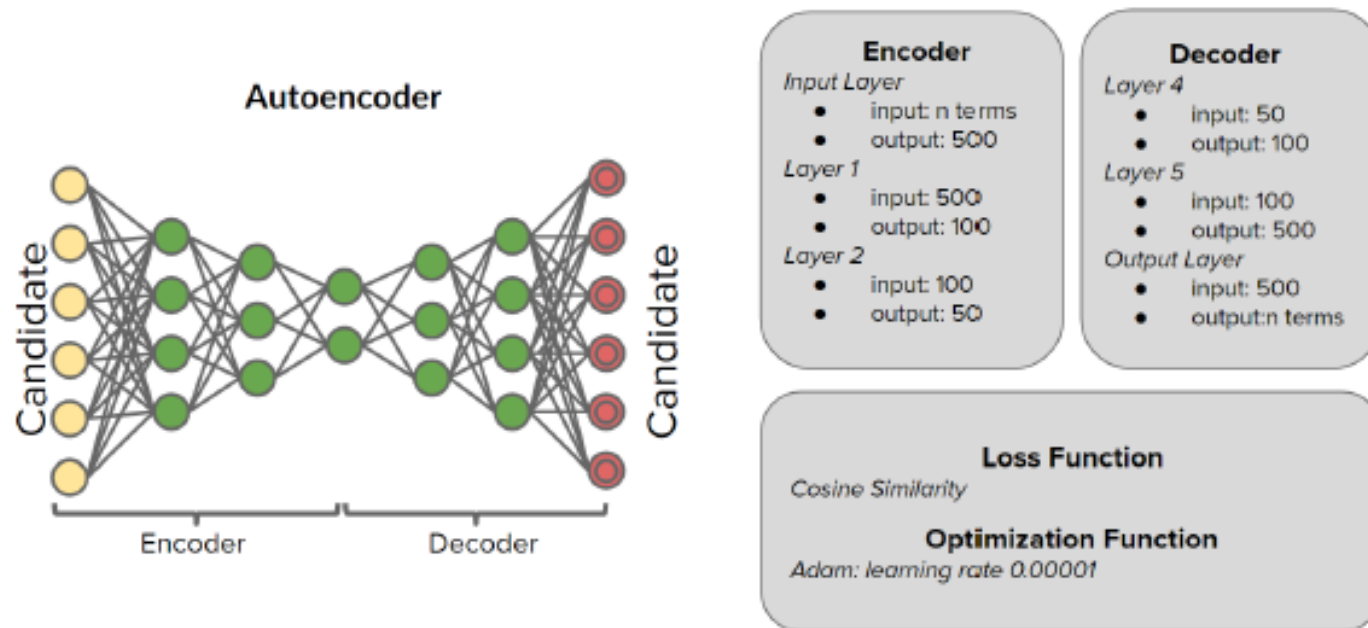 Autoencoder
Candidate
Candidate
Encoder
Decoder
Encoder
Input Layer
● input: n terms
● output: 500
Layer 1
● input: 500
● output: 100
Layer 2
● input: 100
● output: 50
Decoder
Layer 4
● input: 50
● output: 100
Layer 5
● input: 100
● output: 500
Output Layer
● input: 500
● output:n terms
Loss Function
Cosine Similarity
Optimization Function
Adam: learning rate 0.00001